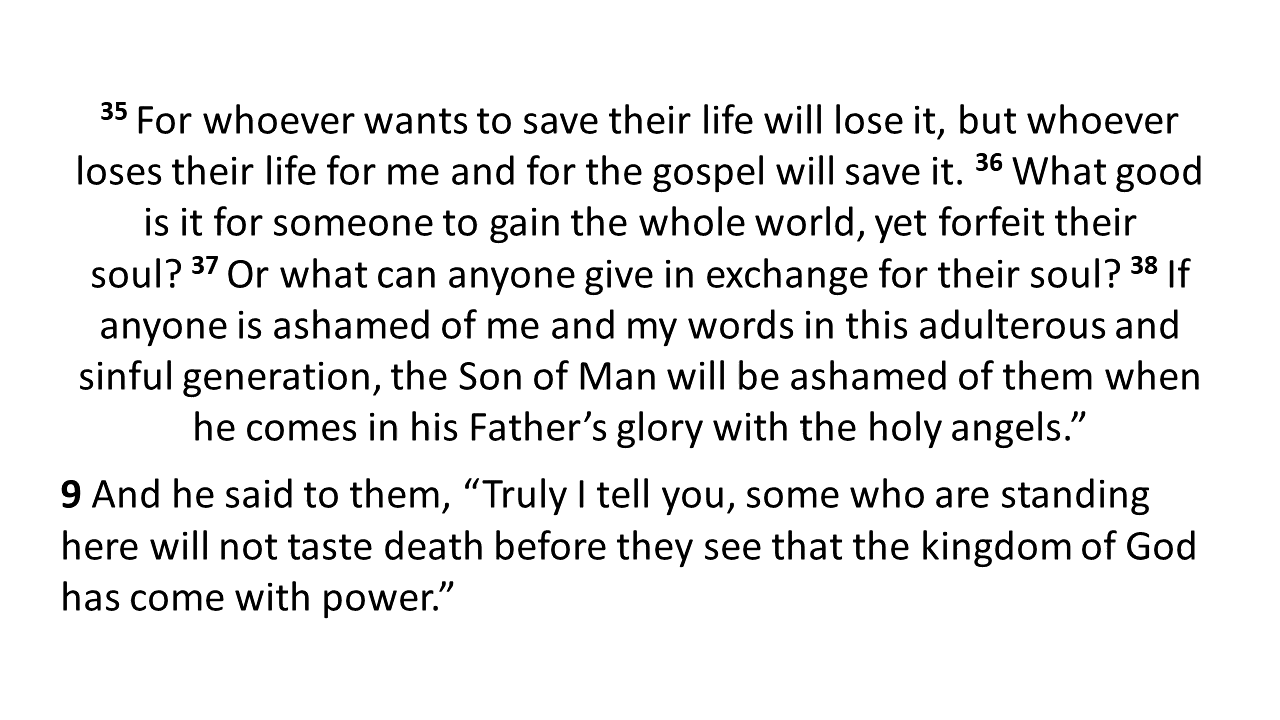 35 For whoever wants to save their life will lose it, but whoever
loses their life for me and for the gospel will save it. 36 What good
is it for someone to gain the whole world, yet forfeit their
soul? 37 Or what can anyone give in exchange for their soul? 38 If
anyone is ashamed of me and my words in this adulterous and
sinful generation, the Son of Man will be ashamed of them when
he comes in his Father’s glory with the holy angels.”
9 And he said to them, “Truly I tell you, some who are standing
here will not taste death before they see that the kingdom of God
has come with power.”